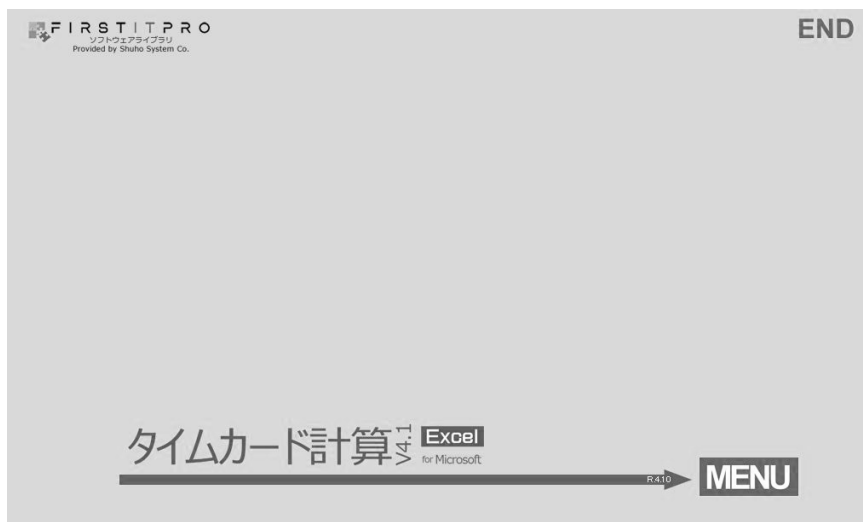 FIRSTITPRO
ソフトウェアライブラリ
Provided by Shuho System Co.
END
タイムカード計算 V4.1 Excel
for Microsoft
R.4.10
MENU